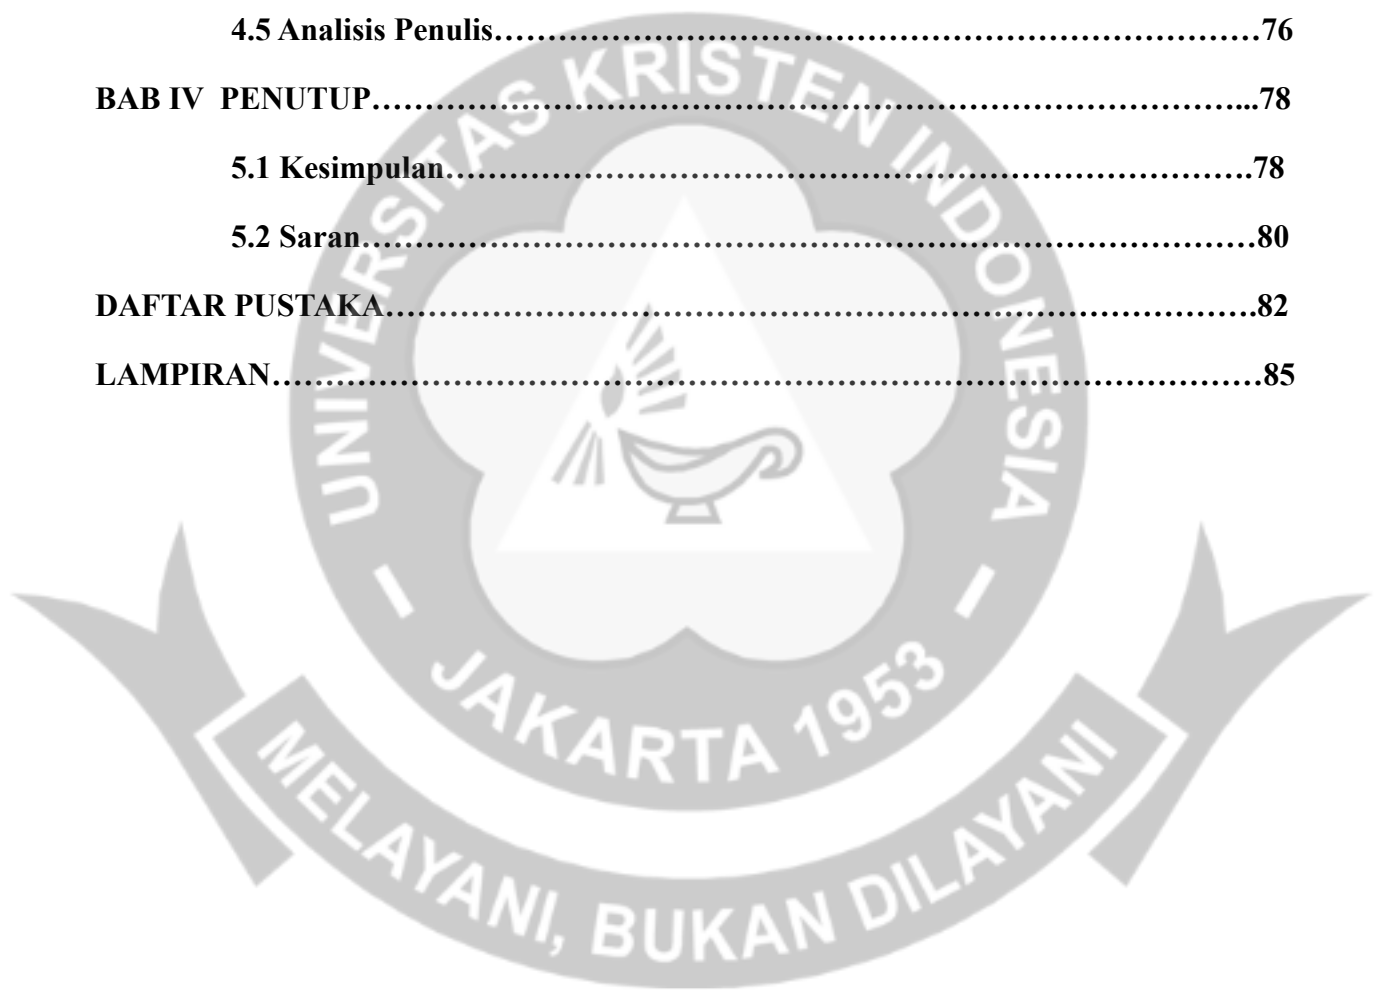 4.5 Analisis Penulis……………………………………………………………76
BAB IV  PENUTUP……………………………………………………………………...78
5.1 Kesimpulan……………………………………………………………….78
5.2 Saran………………………………………………………………………80
DAFTAR PUSTAKA…………………………………………………………………….82
LAMPIRAN………………………………………………………………………………85
UNIVERSITAS KRISTEN INDONESIA
JAKARTA 1953
MELAYANI, BUKAN DILAYANI